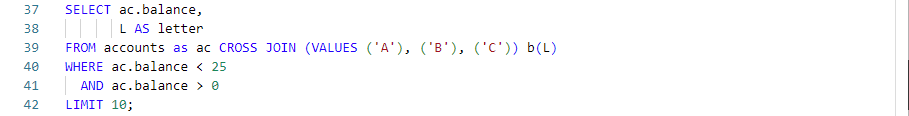 37 SELECT ac.balance,
38 L AS letter
39 FROM accounts as ac CROSS JOIN (VALUES ('A'), ('B'), ('C')) b(L)
40 WHERE ac.balance < 25
41 AND ac.balance > 0
42 LIMIT 10;